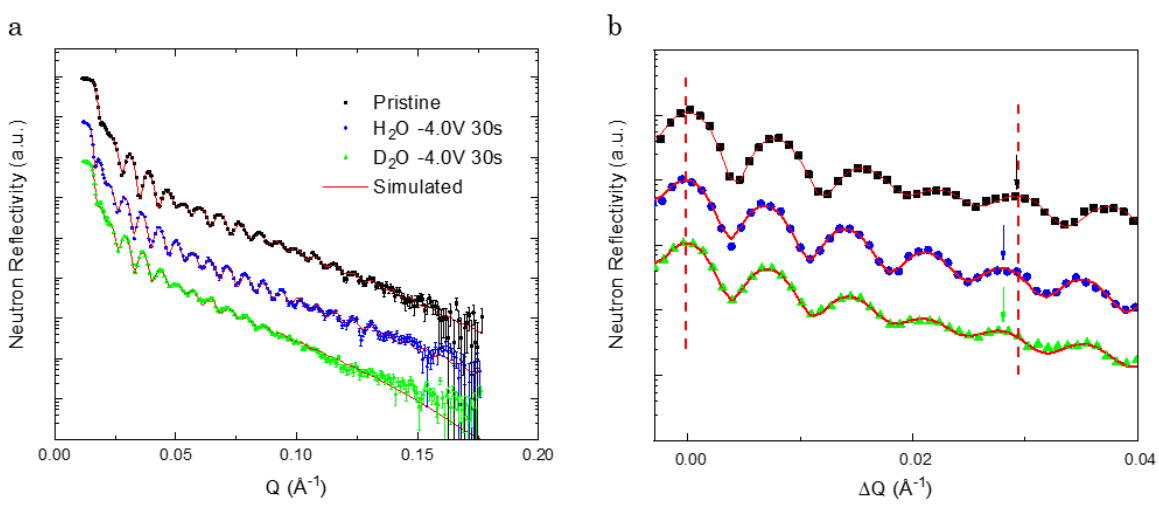 a
Neutron Reflectivity (a.u.)
Pristine
H₂O -4.0V 30s
D₂O -4.0V 30s
Simulated
0.00 0.05 0.10 0.15 0.20
Q (Å⁻¹)
b
Neutron Reflectivity (a.u.)
0.00 0.02 0.04
ΔQ (Å⁻¹)